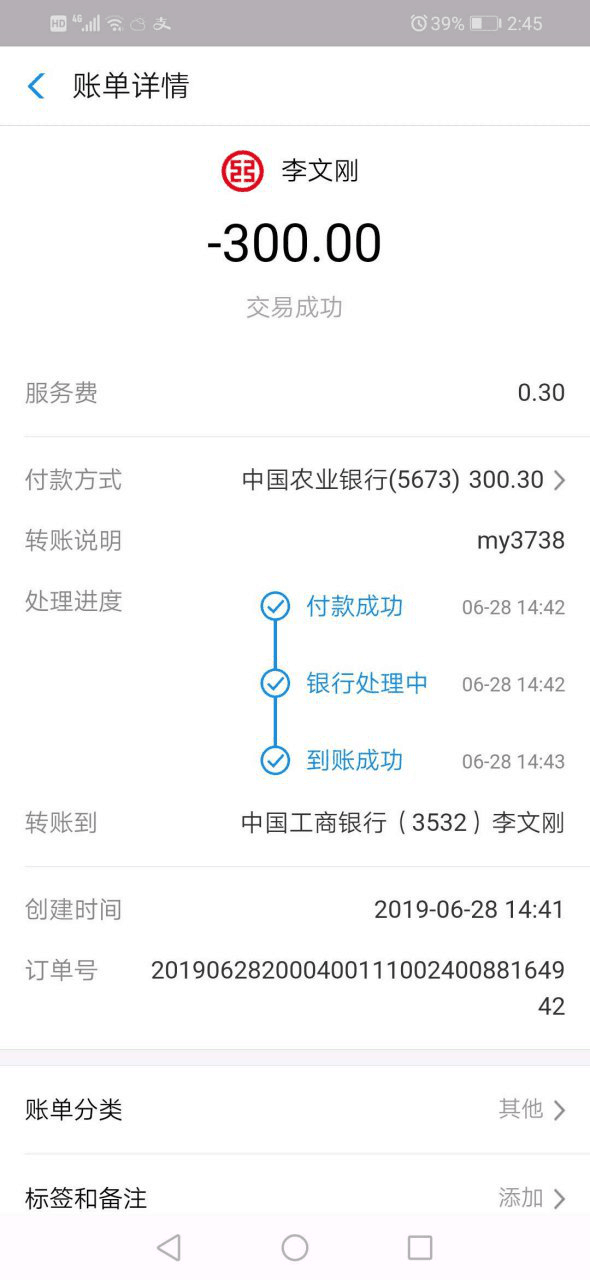 HD 4G 39% 2:45
账单详情
李文刚
-300.00
交易成功
服务费 0.30
付款方式 中国农业银行(5673) 300.30
转账说明 my3738
处理进度 付款成功 06-28 14:42
银行处理中 06-28 14:42
到账成功 06-28 14:43
转账到 中国工商银行（3532）李文刚
创建时间 2019-06-28 14:41
订单号 20190628200040011100240088164​9
42
账单分类 其他
标签和备注 添加